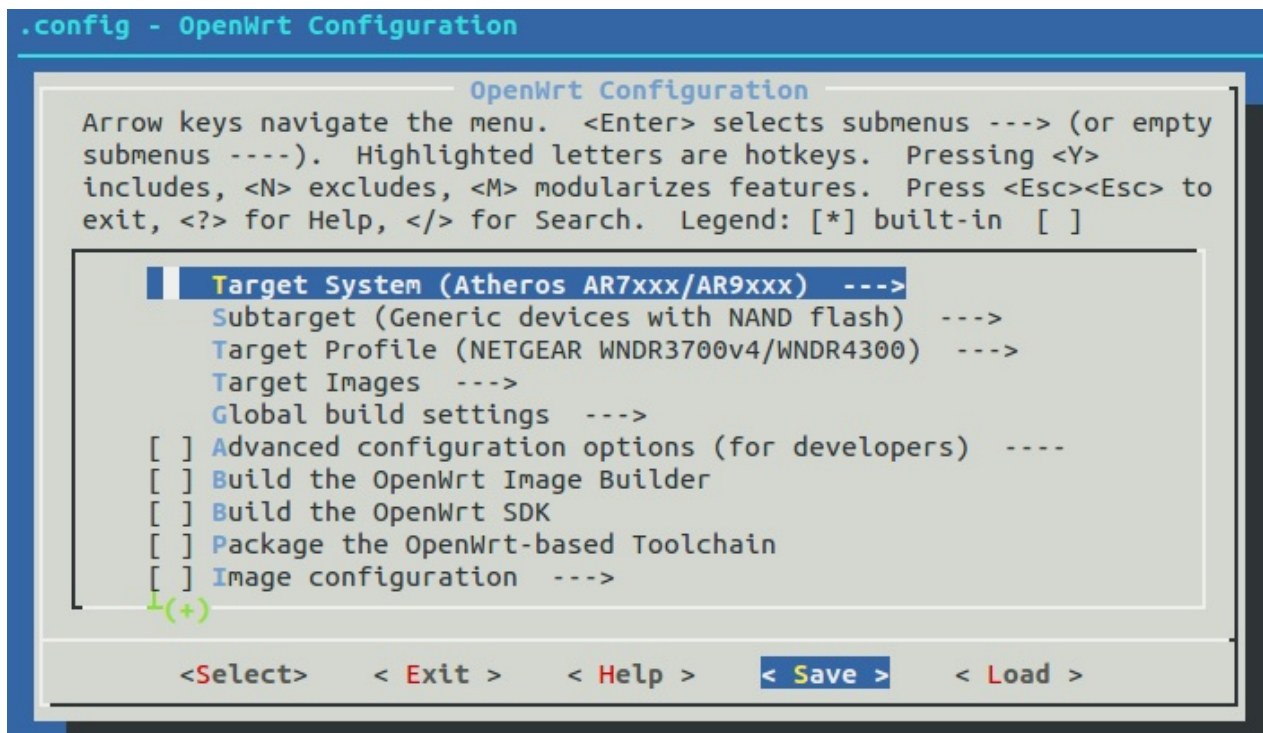 .config - OpenWrt Configuration
OpenWrt Configuration
Arrow keys navigate the menu.  <Enter> selects submenus ---> (or empty
submenus ----).  Highlighted letters are hotkeys.  Pressing <Y>
includes, <N> excludes, <M> modularizes features.  Press <Esc><Esc> to
exit, <?> for Help, </> for Search.  Legend: [*] built-in  [ ]
Target System (Atheros AR7xxx/AR9xxx)  --->
Subtarget (Generic devices with NAND flash)  --->
Target Profile (NETGEAR WNDR3700v4/WNDR4300)  --->
Target Images  --->
Global build settings  --->
[ ] Advanced configuration options (for developers)  ----
[ ] Build the OpenWrt Image Builder
[ ] Build the OpenWrt SDK
[ ] Package the OpenWrt-based Toolchain
[ ] Image configuration  --->
┴(+)
<Select>    < Exit >    < Help >    < Save >    < Load >